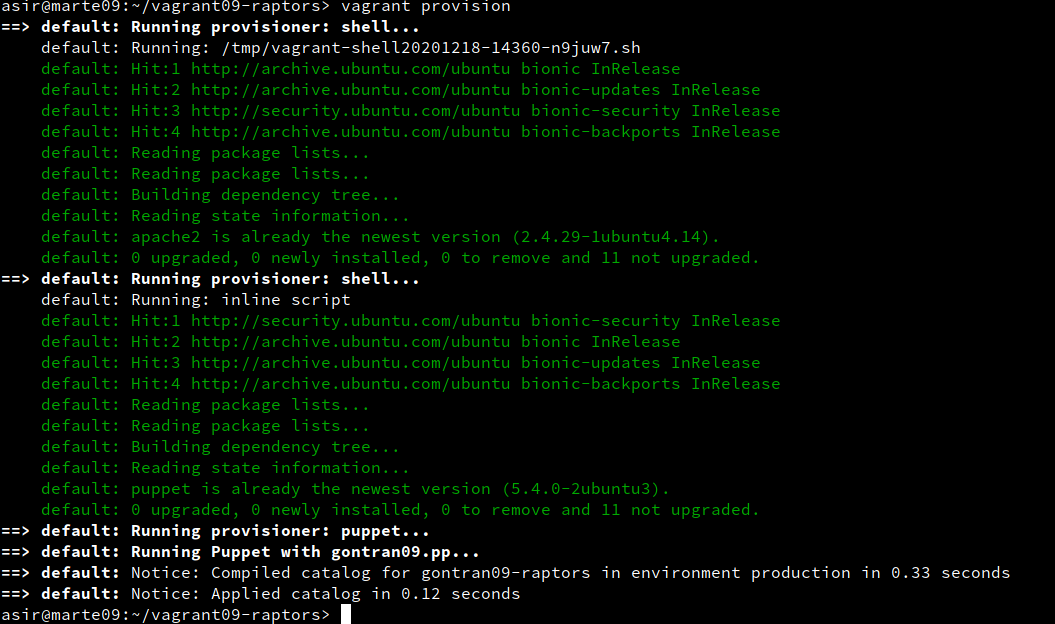 asir@marte09:~/vagrant09-raptors> vagrant provision
==> default: Running provisioner: shell...
    default: Running: /tmp/vagrant-shell20201218-14360-n9juw7.sh
    default: Hit:1 http://archive.ubuntu.com/ubuntu bionic InRelease
    default: Hit:2 http://archive.ubuntu.com/ubuntu bionic-updates InRelease
    default: Hit:3 http://security.ubuntu.com/ubuntu bionic-security InRelease
    default: Hit:4 http://archive.ubuntu.com/ubuntu bionic-backports InRelease
    default: Reading package lists...
    default: Reading package lists...
    default: Building dependency tree...
    default: Reading state information...
    default: apache2 is already the newest version (2.4.29-1ubuntu4.14).
    default: 0 upgraded, 0 newly installed, 0 to remove and 11 not upgraded.
==> default: Running provisioner: shell...
    default: Running: inline script
    default: Hit:1 http://security.ubuntu.com/ubuntu bionic-security InRelease
    default: Hit:2 http://archive.ubuntu.com/ubuntu bionic InRelease
    default: Hit:3 http://archive.ubuntu.com/ubuntu bionic-updates InRelease
    default: Hit:4 http://archive.ubuntu.com/ubuntu bionic-backports InRelease
    default: Reading package lists...
    default: Reading package lists...
    default: Building dependency tree...
    default: Reading state information...
    default: puppet is already the newest version (5.4.0-2ubuntu3).
    default: 0 upgraded, 0 newly installed, 0 to remove and 11 not upgraded.
==> default: Running provisioner: puppet...
==> default: Running Puppet with gontran09.pp...
==> default: Notice: Compiled catalog for gontran09-raptors in environment production in 0.33 seconds
==> default: Notice: Applied catalog in 0.12 seconds
asir@marte09:~/vagrant09-raptors>